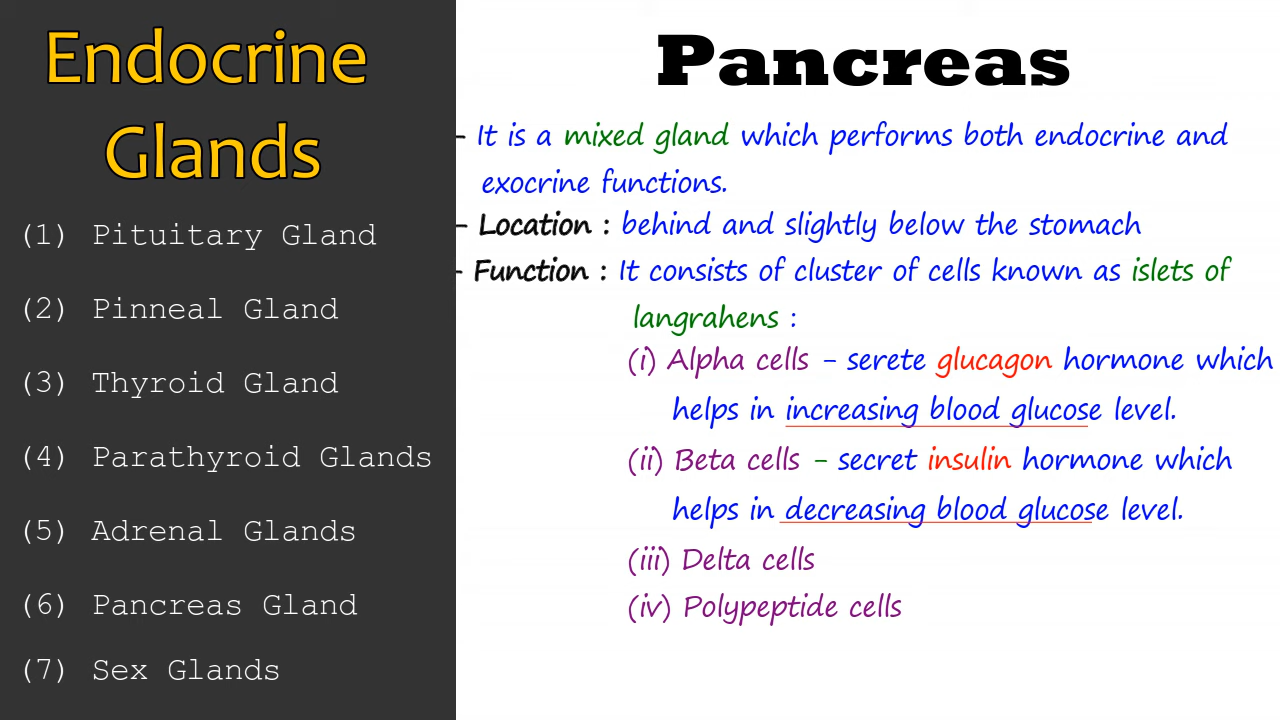 Endocrine
Glands
(1) Pituitary Gland
(2) Pinneal Gland
(3) Thyroid Gland
(4) Parathyroid Glands
(5) Adrenal Glands
(6) Pancreas Gland
(7) Sex Glands
Pancreas
- It is a mixed gland which performs both endocrine and
exocrine functions.
- Location : behind and slightly below the stomach
- Function : It consists of cluster of cells known as islets of
langrahens :
(i) Alpha cells - serete glucagon hormone which
helps in increasing blood glucose level.
(ii) Beta cells - secret insulin hormone which
helps in decreasing blood glucose level.
(iii) Delta cells
(iv) Polypeptide cells